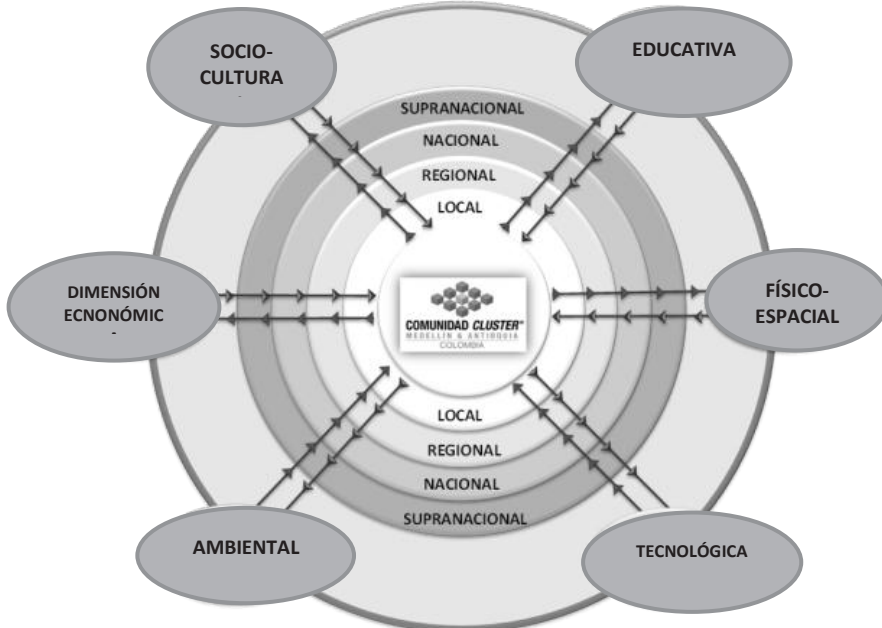 SOCIO-
CULTURA
EDUCATIVA
SUPRANACIONAL
NACIONAL
REGIONAL
LOCAL
DIMENSIÓN
ECNONÓMIC
COMUNIDAD CLUSTER
MEDELLIN & ANTIOQUIA
COLOMBIA
FÍSICO-
ESPACIAL
LOCAL
REGIONAL
NACIONAL
SUPRANACIONAL
AMBIENTAL
TECNOLÓGICA